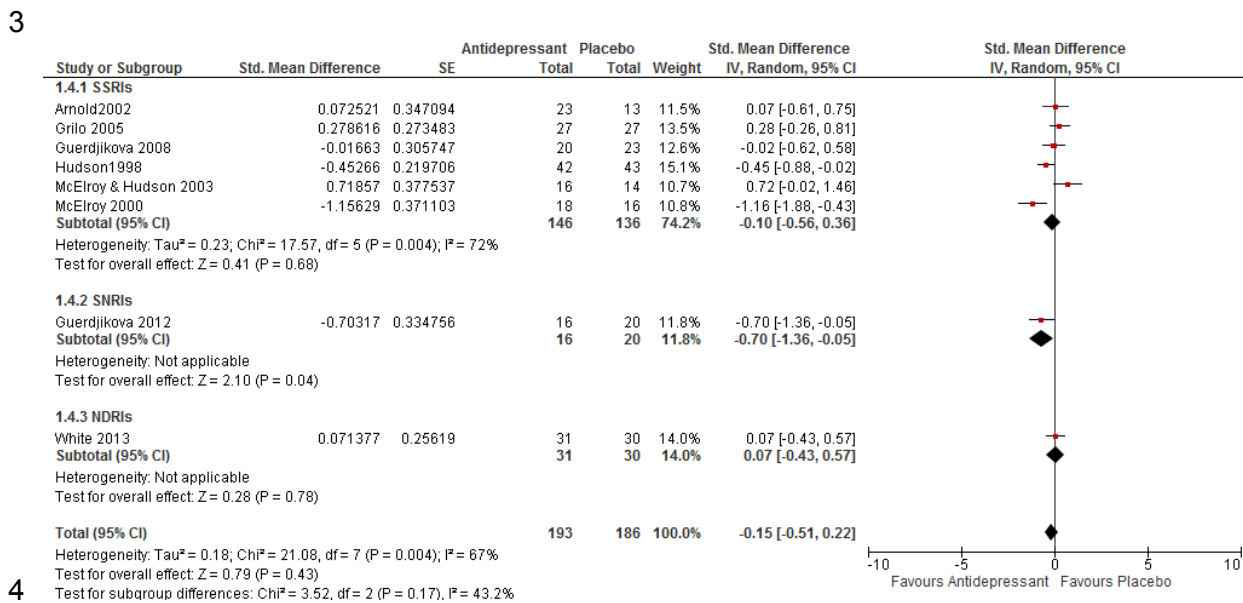 3
Antidepressant Placebo Std. Mean Difference Std. Mean Difference
Study or Subgroup Std. Mean Difference SE Total Total Weight IV, Random, 95% CI IV, Random, 95% CI
1.4.1 SSRIs
Arnold2002 0.072521 0.347094 23 13 11.5% 0.07 [-0.61, 0.75]
Grilo 2005 0.278616 0.273483 27 27 13.5% 0.28 [-0.26, 0.81]
Guerdjikova 2008 -0.01663 0.305747 20 23 12.6% -0.02 [-0.62, 0.58]
Hudson1998 -0.45266 0.219706 42 43 15.1% -0.45 [-0.88, -0.02]
McElroy & Hudson 2003 0.71857 0.377537 16 14 10.7% 0.72 [-0.02, 1.46]
McElroy 2000 -1.15629 0.371103 18 16 10.8% -1.16 [-1.88, -0.43]
Subtotal (95% CI) 146 136 74.2% -0.10 [-0.56, 0.36]
Heterogeneity: Tau² = 0.23; Chi² = 17.57, df = 5 (P = 0.004); I² = 72%
Test for overall effect: Z = 0.41 (P = 0.68)
1.4.2 SNRIs
Guerdjikova 2012 -0.70317 0.334756 16 20 11.8% -0.70 [-1.36, -0.05]
Subtotal (95% CI) 16 20 11.8% -0.70 [-1.36, -0.05]
Heterogeneity: Not applicable
Test for overall effect: Z = 2.10 (P = 0.04)
1.4.3 NDRIs
White 2013 0.071377 0.25619 31 30 14.0% 0.07 [-0.43, 0.57]
Subtotal (95% CI) 31 30 14.0% 0.07 [-0.43, 0.57]
Heterogeneity: Not applicable
Test for overall effect: Z = 0.28 (P = 0.78)
Total (95% CI) 193 186 100.0% -0.15 [-0.51, 0.22]
Heterogeneity: Tau² = 0.18; Chi² = 21.08, df = 7 (P = 0.004); I² = 67%
Test for overall effect: Z = 0.79 (P = 0.43)
-10 -5 0 5 10
Favours Antidepressant Favours Placebo
4 Test for subgroup differences: Chi² = 3.52, df = 2 (P = 0.17), I² = 43.2%